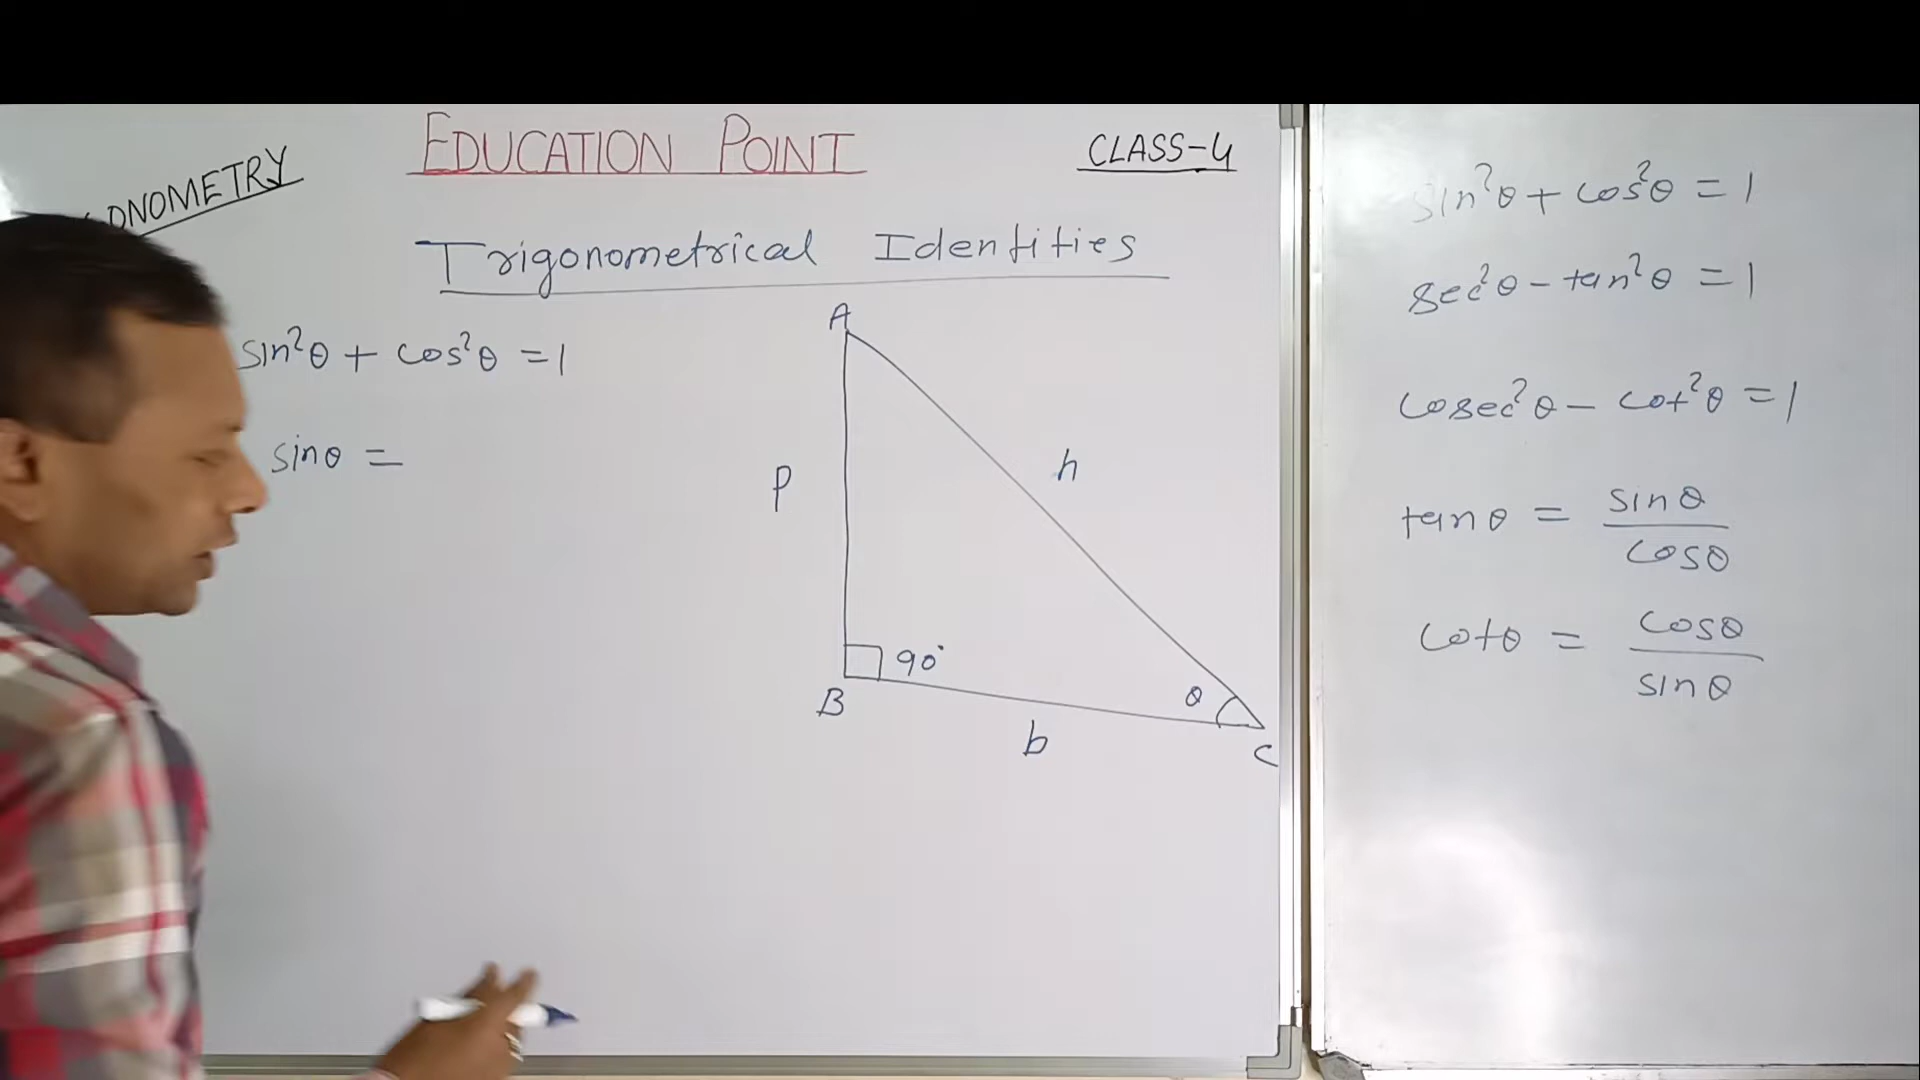 EDUCATION POINT
CLASS-4
ONOMETRY
Trigonometrical Identities
sin²θ + cos²θ = 1
sinθ =
A
P
h
90°
B
b
θ
C
sin²θ + cos²θ = 1
sec²θ - tan²θ = 1
cosec²θ - cot²θ = 1
tanθ = sinθ
cosθ
cotθ = cosθ
sinθ